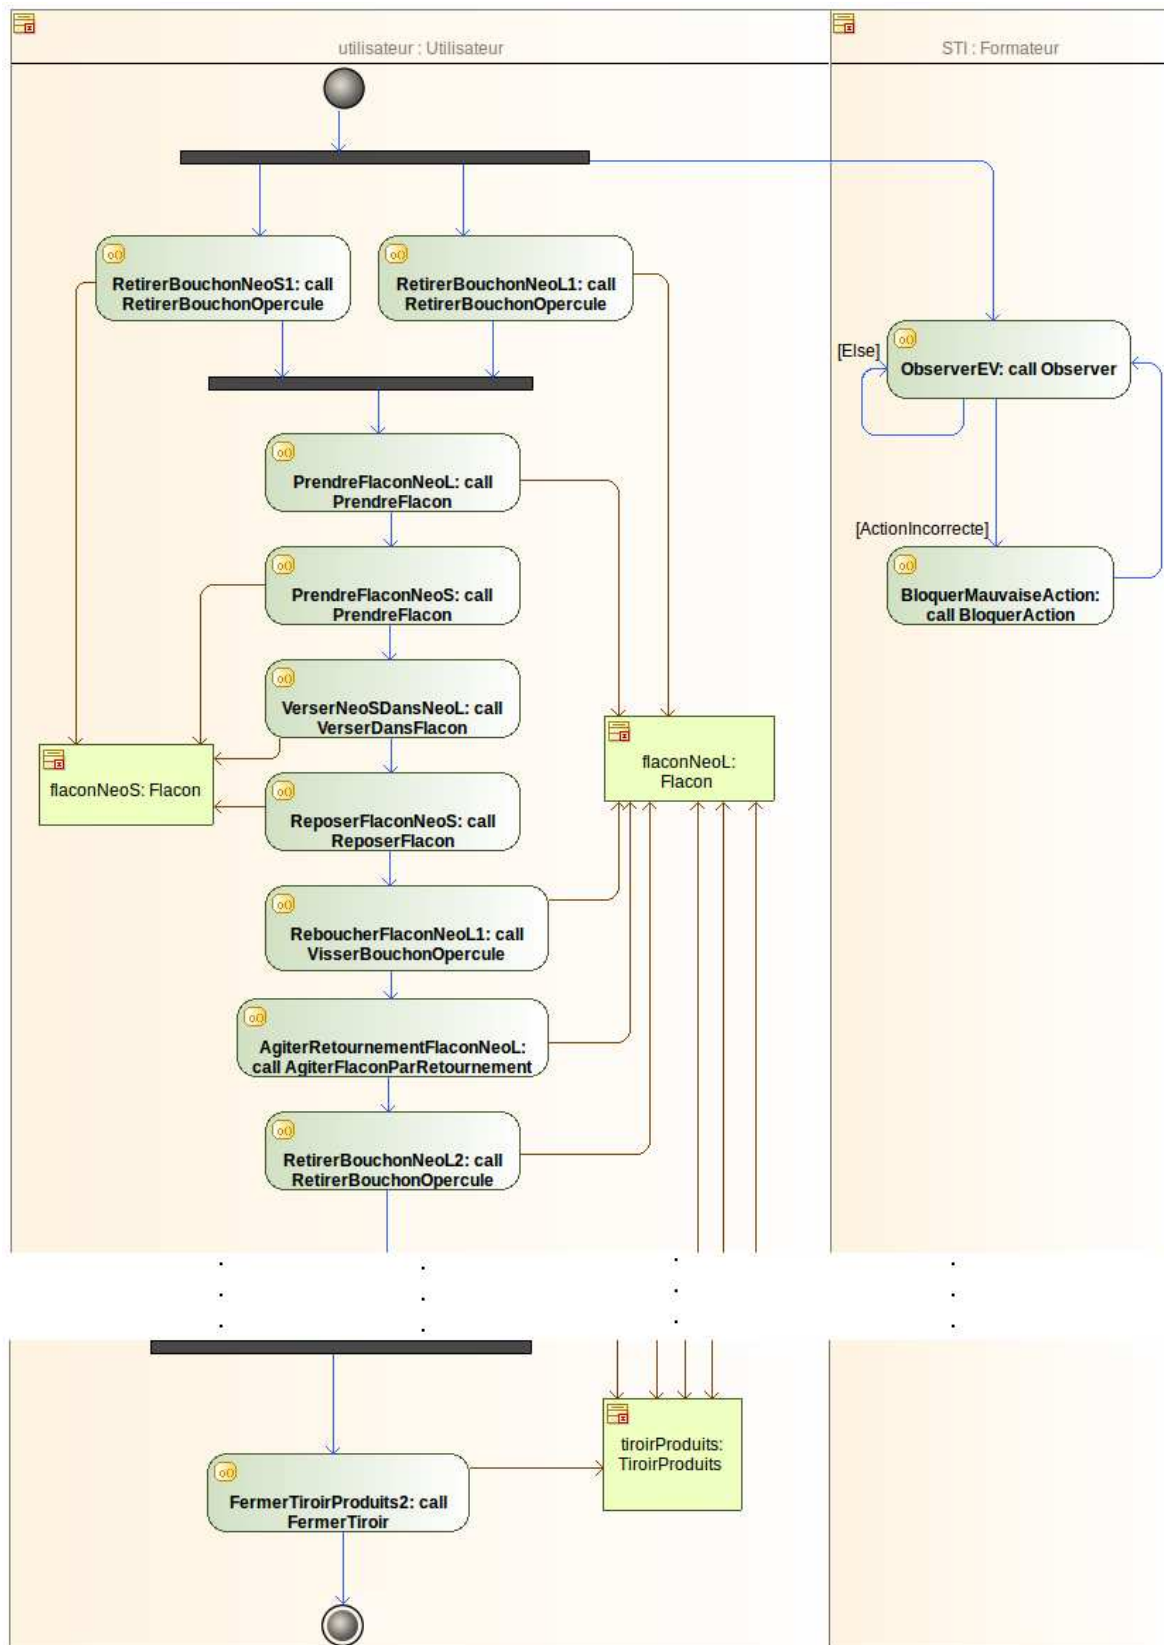 utilisateur : Utilisateur
STI : Formateur
RetirerBouchonNeoS1: call
RetirerBouchonOpercule
RetirerBouchonNeoL1: call
RetirerBouchonOpercule
[Else]
ObserverEV: call Observer
PrendreFlaconNeoL: call
PrendreFlacon
[ActionIncorrecte]
BloquerMauvaiseAction:
call BloquerAction
PrendreFlaconNeoS: call
PrendreFlacon
VerserNeoSDansNeoL: call
VerserDansFlacon
flaconNeoL:
Flacon
flaconNeoS: Flacon
ReposerFlaconNeoS: call
ReposerFlacon
ReboucherFlaconNeoL1: call
VisserBouchonOpercule
AgiterRetournementFlaconNeoL:
call AgiterFlaconParRetournement
RetirerBouchonNeoL2: call
RetirerBouchonOpercule
tiroirProduits:
TiroirProduits
FermerTiroirProduits2: call
FermerTiroir